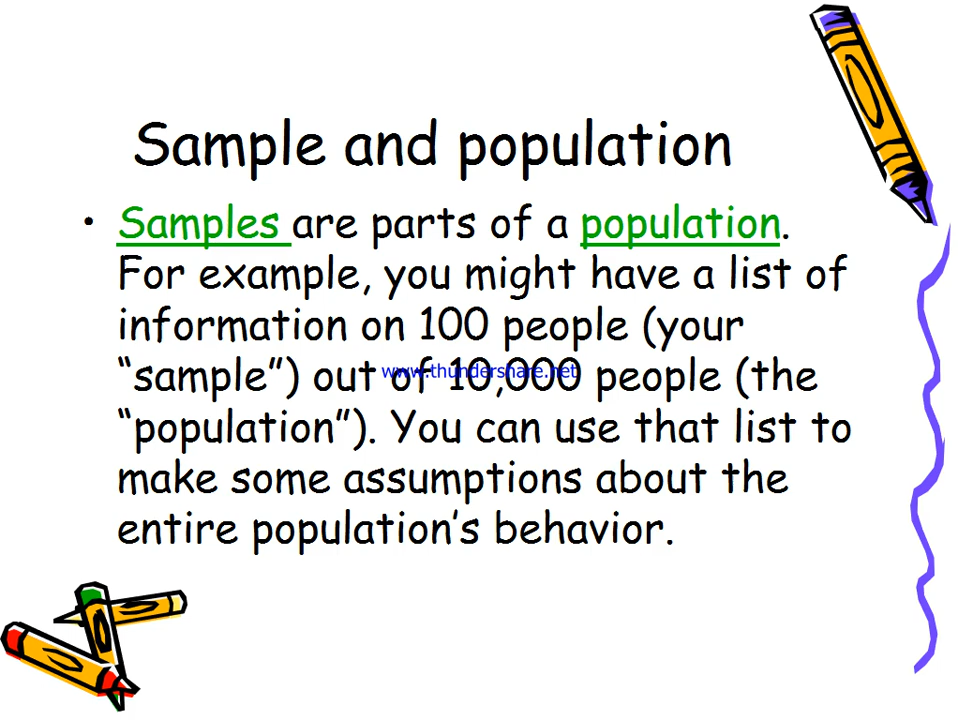 Sample and population
• Samples are parts of a population.
For example, you might have a list of
information on 100 people (your
“sample”) out of 10,000 people (the
www.thundershare.net
“population”). You can use that list to
make some assumptions about the
entire population’s behavior.